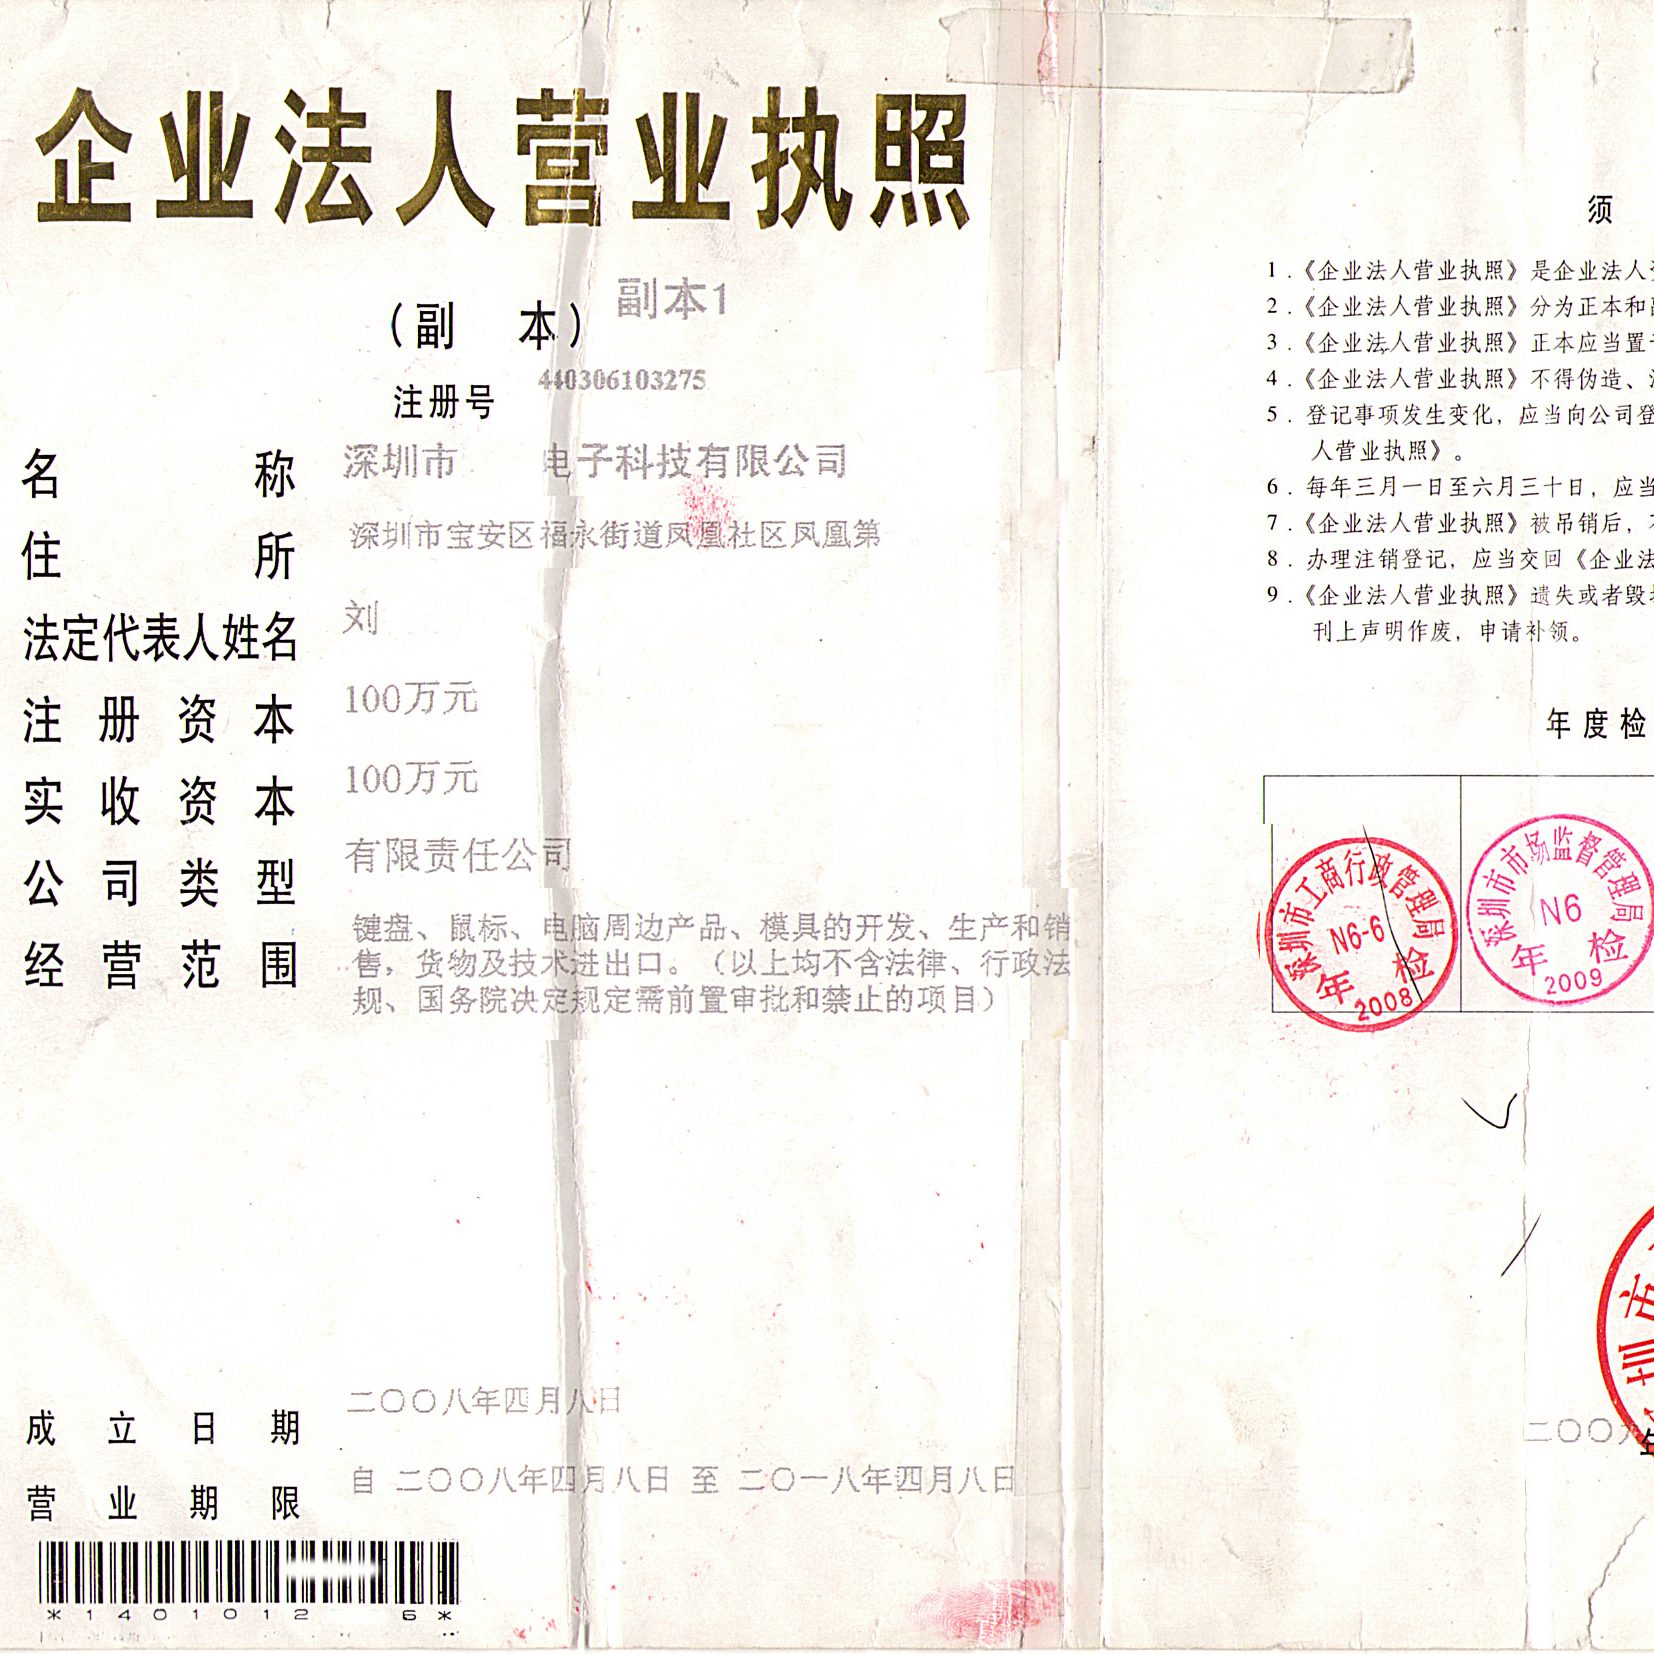 企业法人营业执照
（副 本） 副本1
注册号 440306103275
名称 深圳市 电子科技有限公司
住所 深圳市宝安区福永街道凤凰社区凤凰第
法定代表人姓名 刘
注册资本 100万元
实收资本 100万元
公司类型 有限责任公司
经营范围 键盘、鼠标、电脑周边产品、模具的开发、生产和销
售，货物及技术进出口。（以上均不含法律、行政法
规、国务院决定规定需前置审批和禁止的项目）
成立日期 二〇〇八年四月八日
营业期限 自 二〇〇八年四月八日 至 二〇一八年四月八日
*1401012 6*
须
1.《企业法人营业执照》是企业法人
2.《企业法人营业执照》分为正本和
3.《企业法人营业执照》正本应当置
4.《企业法人营业执照》不得伪造、
5. 登记事项发生变化，应当向公司登
人营业执照》。
6. 每年三月一日至六月三十日，应当
7.《企业法人营业执照》被吊销后，
8. 办理注销登记，应当交回《企业法
9.《企业法人营业执照》遗失或者毁
刊上声明作废，申请补领。
年度检
深圳市工商行政管理局
N6-6
年检
2008
深圳市市场监督管理局
N6
年检
2009
圳市
二〇〇
年